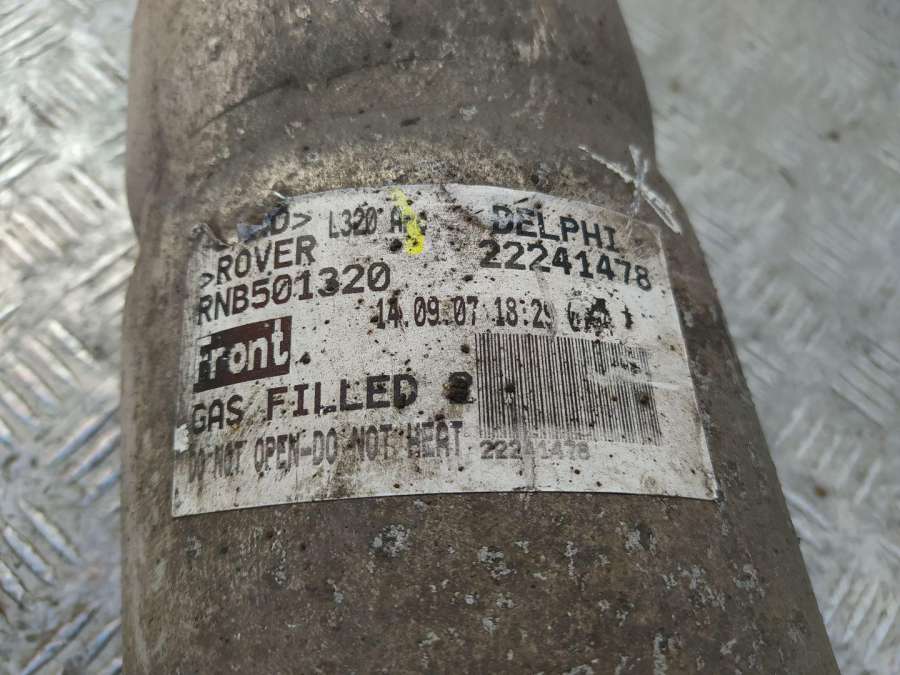 L320
>ROVER
RNB501320
DELPHI
22241478
14.09.07 18:29
Front
GAS FILLED
DO NOT OPEN-DO NOT HEAT
22241478